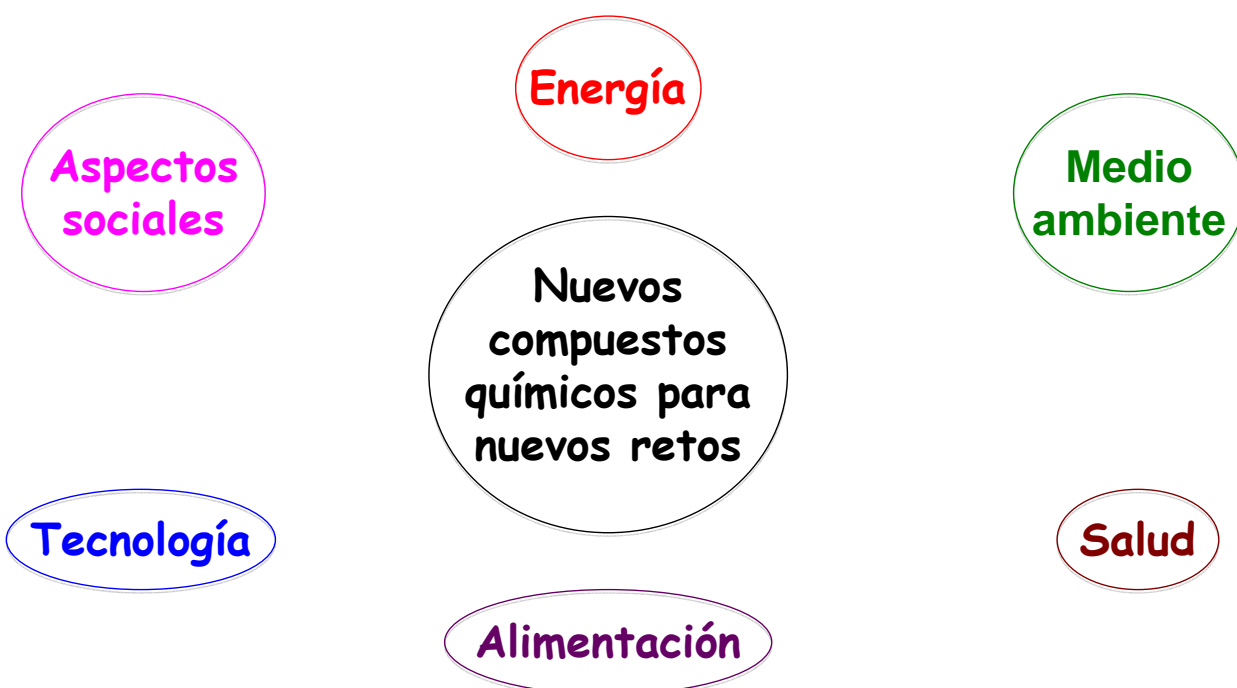 Energía
Aspectos
sociales
Medio
ambiente
Nuevos
compuestos
químicos para
nuevos retos
Tecnología
Salud
Alimentación